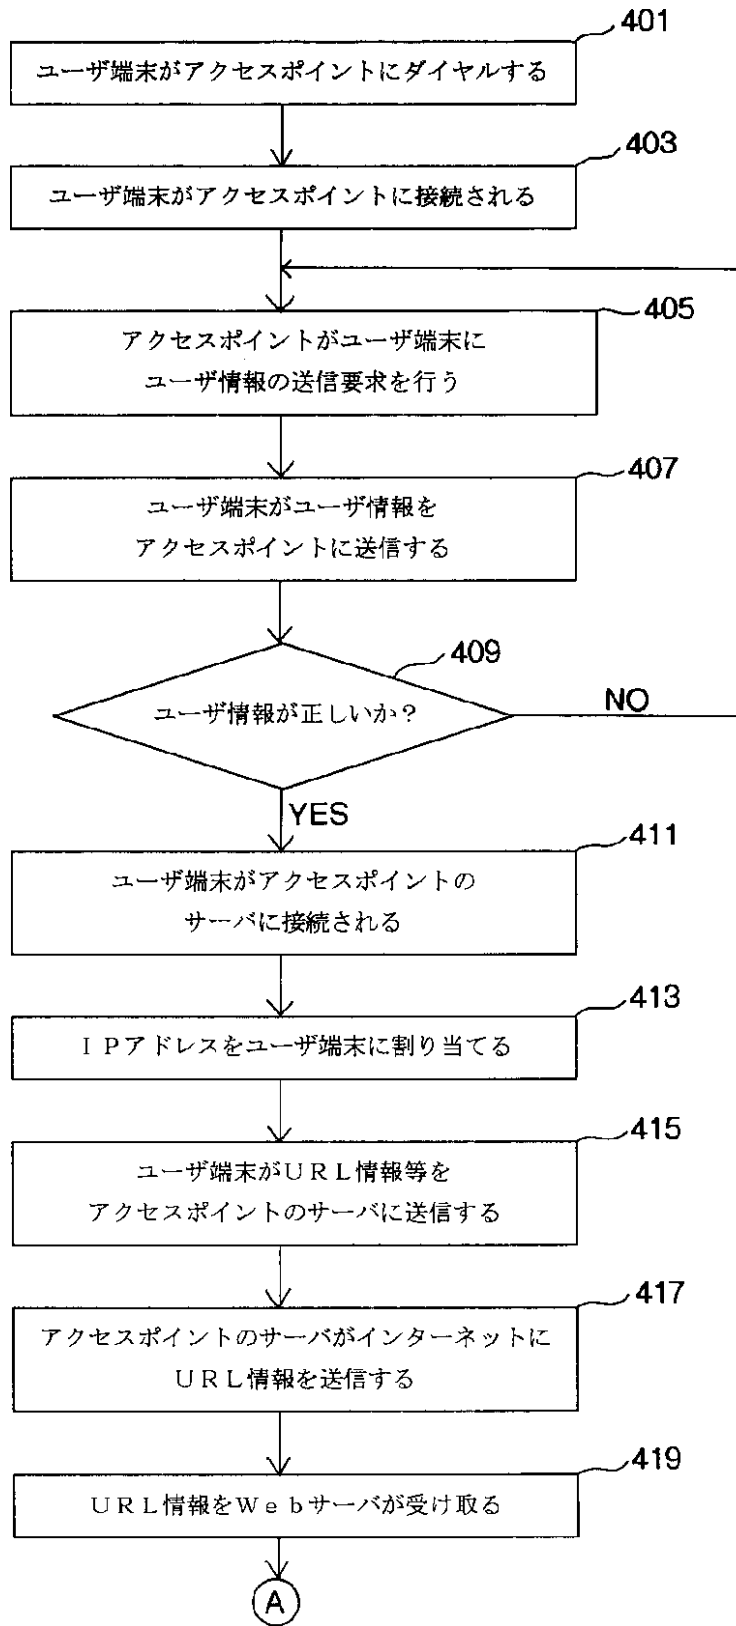 401
ユーザ端末がアクセスポイントにダイヤルする
403
ユーザ端末がアクセスポイントに接続される
405
アクセスポイントがユーザ端末に
ユーザ情報の送信要求を行う
407
ユーザ端末がユーザ情報を
アクセスポイントに送信する
409
ユーザ情報が正しいか？
NO
YES
411
ユーザ端末がアクセスポイントの
サーバに接続される
413
ＩＰアドレスをユーザ端末に割り当てる
415
ユーザ端末がＵＲＬ情報等を
アクセスポイントのサーバに送信する
417
アクセスポイントのサーバがインターネットに
ＵＲＬ情報を送信する
419
ＵＲＬ情報をＷｅｂサーバが受け取る
A